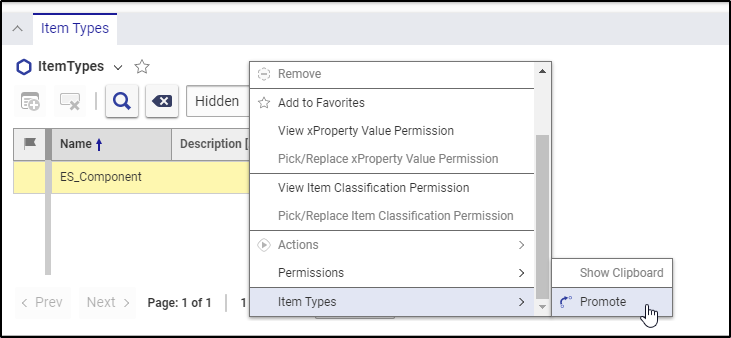 Item Types
ItemTypes
Hidden
Name
Description [
ES_Component
Remove
Add to Favorites
View xProperty Value Permission
Pick/Replace xProperty Value Permission
View Item Classification Permission
Pick/Replace Item Classification Permission
Actions
Permissions
Item Types
Show Clipboard
Promote
Prev
Next
Page: 1 of 1
1